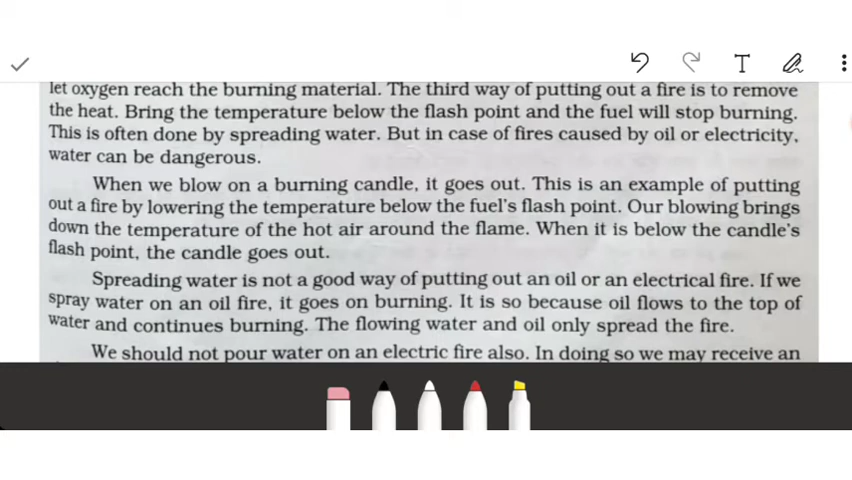 let oxygen reach the burning material. The third way of putting out a fire is to remove
the heat. Bring the temperature below the flash point and the fuel will stop burning.
This is often done by spreading water. But in case of fires caused by oil or electricity,
water can be dangerous.
When we blow on a burning candle, it goes out. This is an example of putting
out a fire by lowering the temperature below the fuel's flash point. Our blowing brings
down the temperature of the hot air around the flame. When it is below the candle's
flash point, the candle goes out.
Spreading water is not a good way of putting out an oil or an electrical fire. If we
spray water on an oil fire, it goes on burning. It is so because oil flows to the top of
water and continues burning. The flowing water and oil only spread the fire.
We should not pour water on an electric fire also. In doing so we may receive an